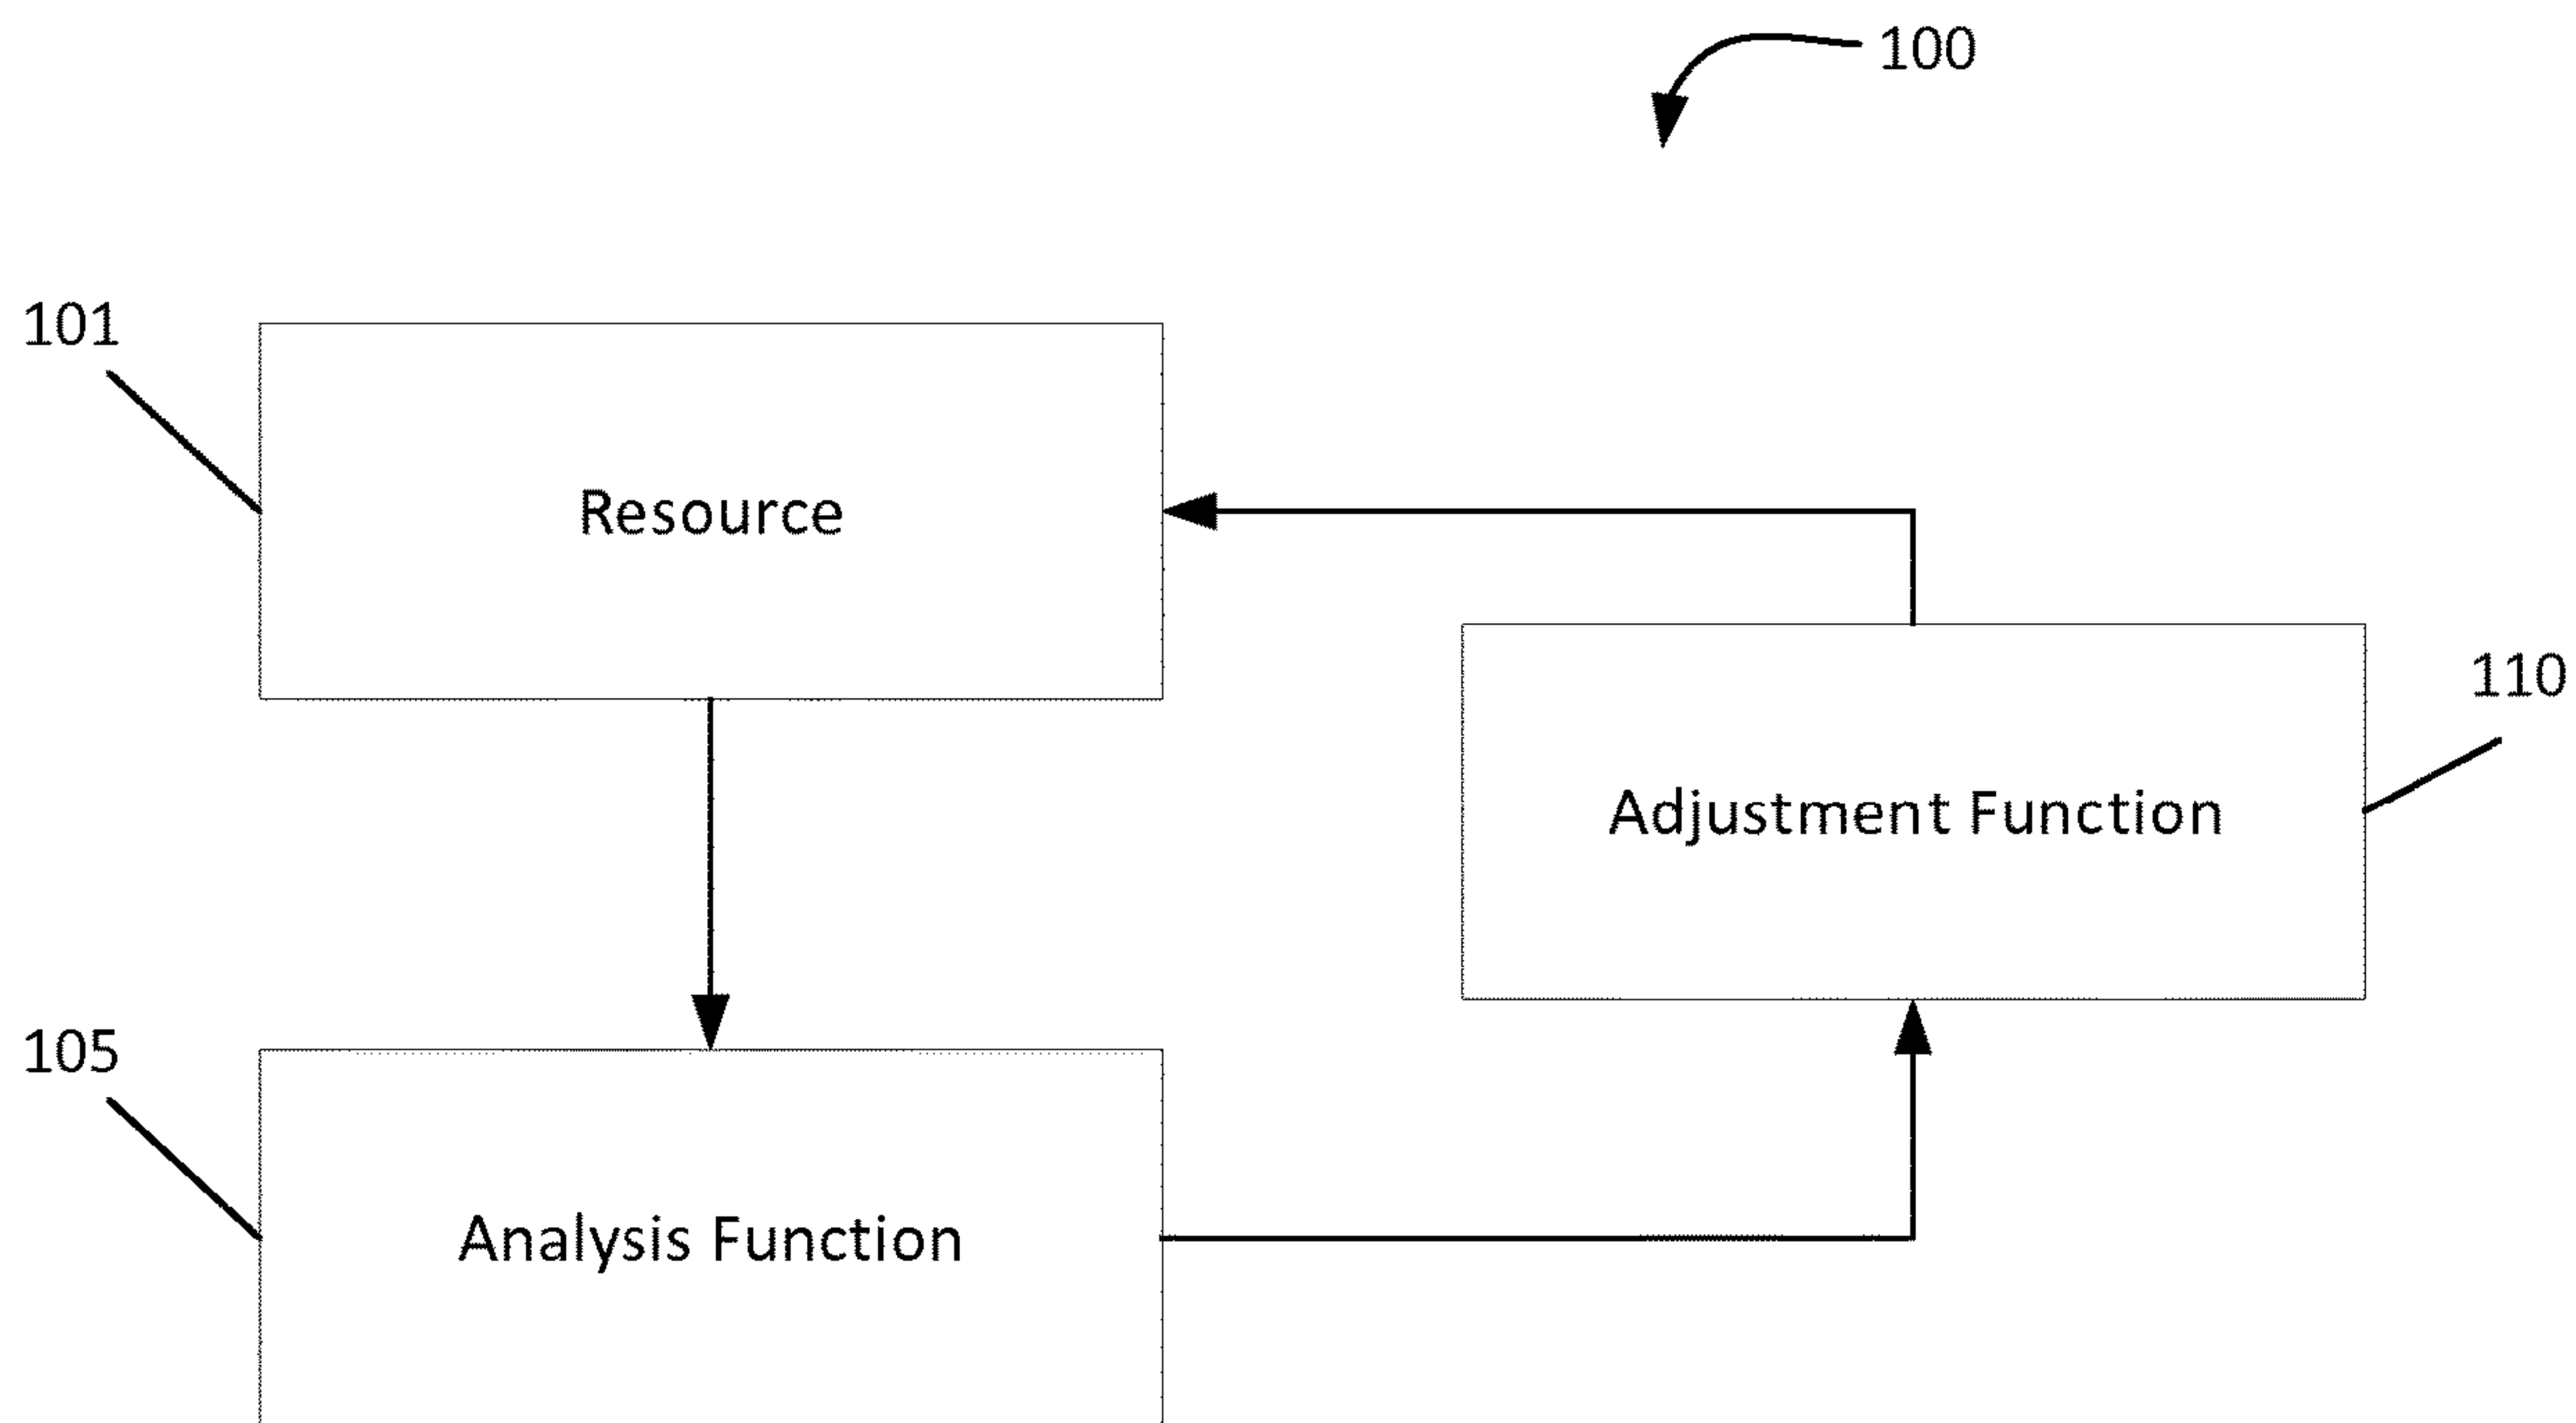 100
101
Resource
110
Adjustment Function
105
Analysis Function